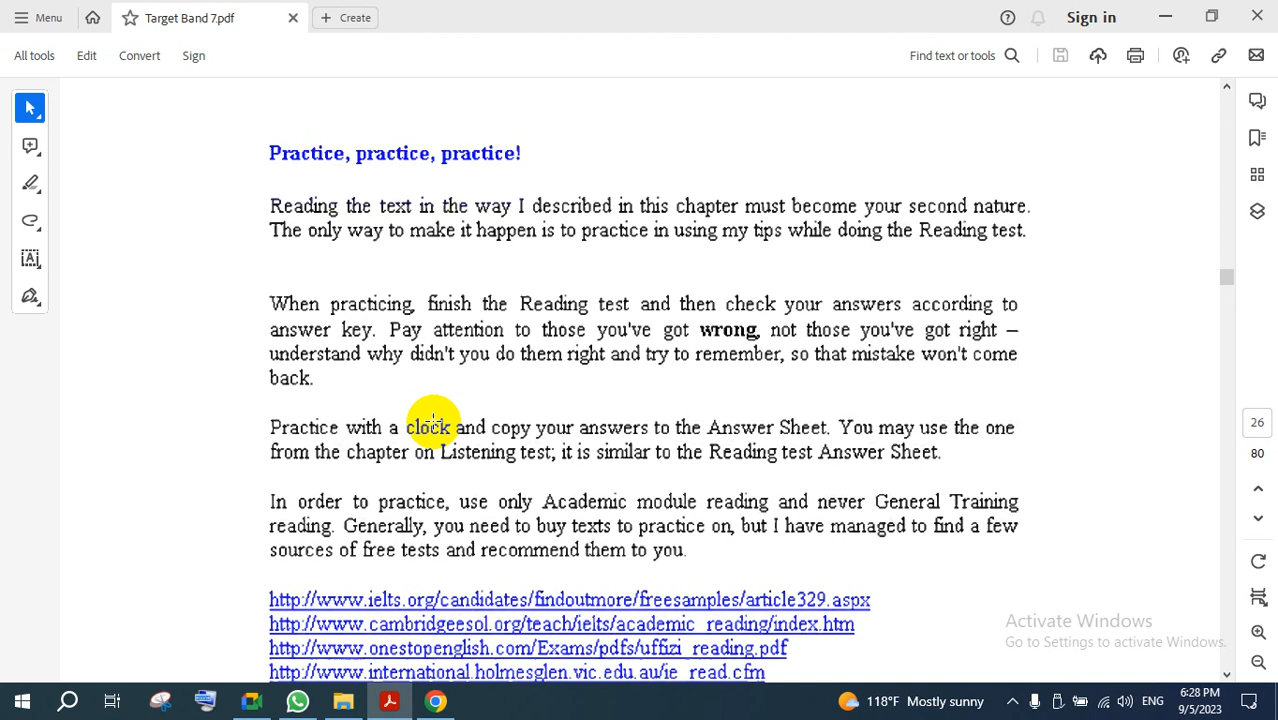 Menu
Target Band 7.pdf
Create
Sign in
All tools
Edit
Convert
Sign
Find text or tools
Practice, practice, practice!
Reading the text in the way I described in this chapter must become your second nature.
The only way to make it happen is to practice in using my tips while doing the Reading test.
When practicing, finish the Reading test and then check your answers according to
answer key. Pay attention to those you've got wrong, not those you've got right –
understand why didn't you do them right and try to remember, so that mistake won't come
back.
Practice with a clock and copy your answers to the Answer Sheet. You may use the one
from the chapter on Listening test; it is similar to the Reading test Answer Sheet.
In order to practice, use only Academic module reading and never General Training
reading. Generally, you need to buy texts to practice on, but I have managed to find a few
sources of free tests and recommend them to you.
http://www.ielts.org/candidates/findoutmore/freesamples/article329.aspx
http://www.cambridgeesol.org/teach/ielts/academic_reading/index.htm
http://www.onestopenglish.com/Exams/pdfs/uffizi_reading.pdf
http://www.international.holmesglen.vic.edu.au/ie_read.cfm
26
80
Activate Windows
Go to Settings to activate Windows.
118°F Mostly sunny
ENG
6:28 PM
9/5/2023